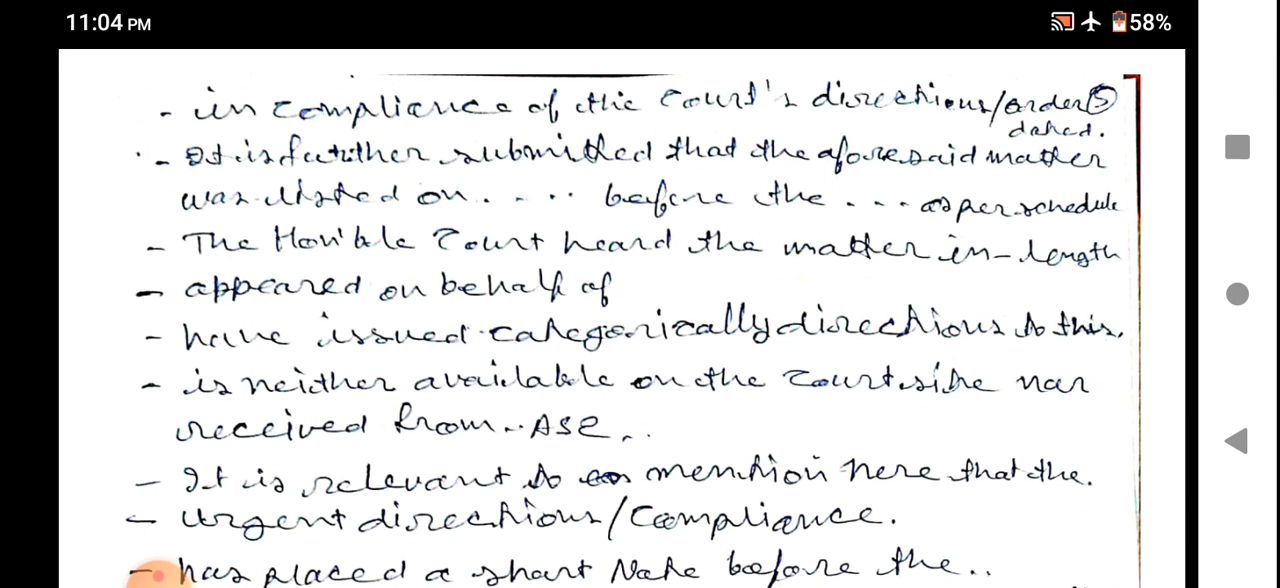 11:04 PM
58%
- in compliance of the Court's directions/order(s)
dated.
- It is further submitted that the aforesaid matter
was listed on. . . .. before the . . . as per schedule
- The Hon'ble Court heard the matter in-length
- appeared on behalf of
- have issued categorically directions to this.
- is neither available on the Court side nor
received from.. ASE...
- It is relevant to mention here that the.
- Urgent directions/Compliance.
- has placed a short Note before the..